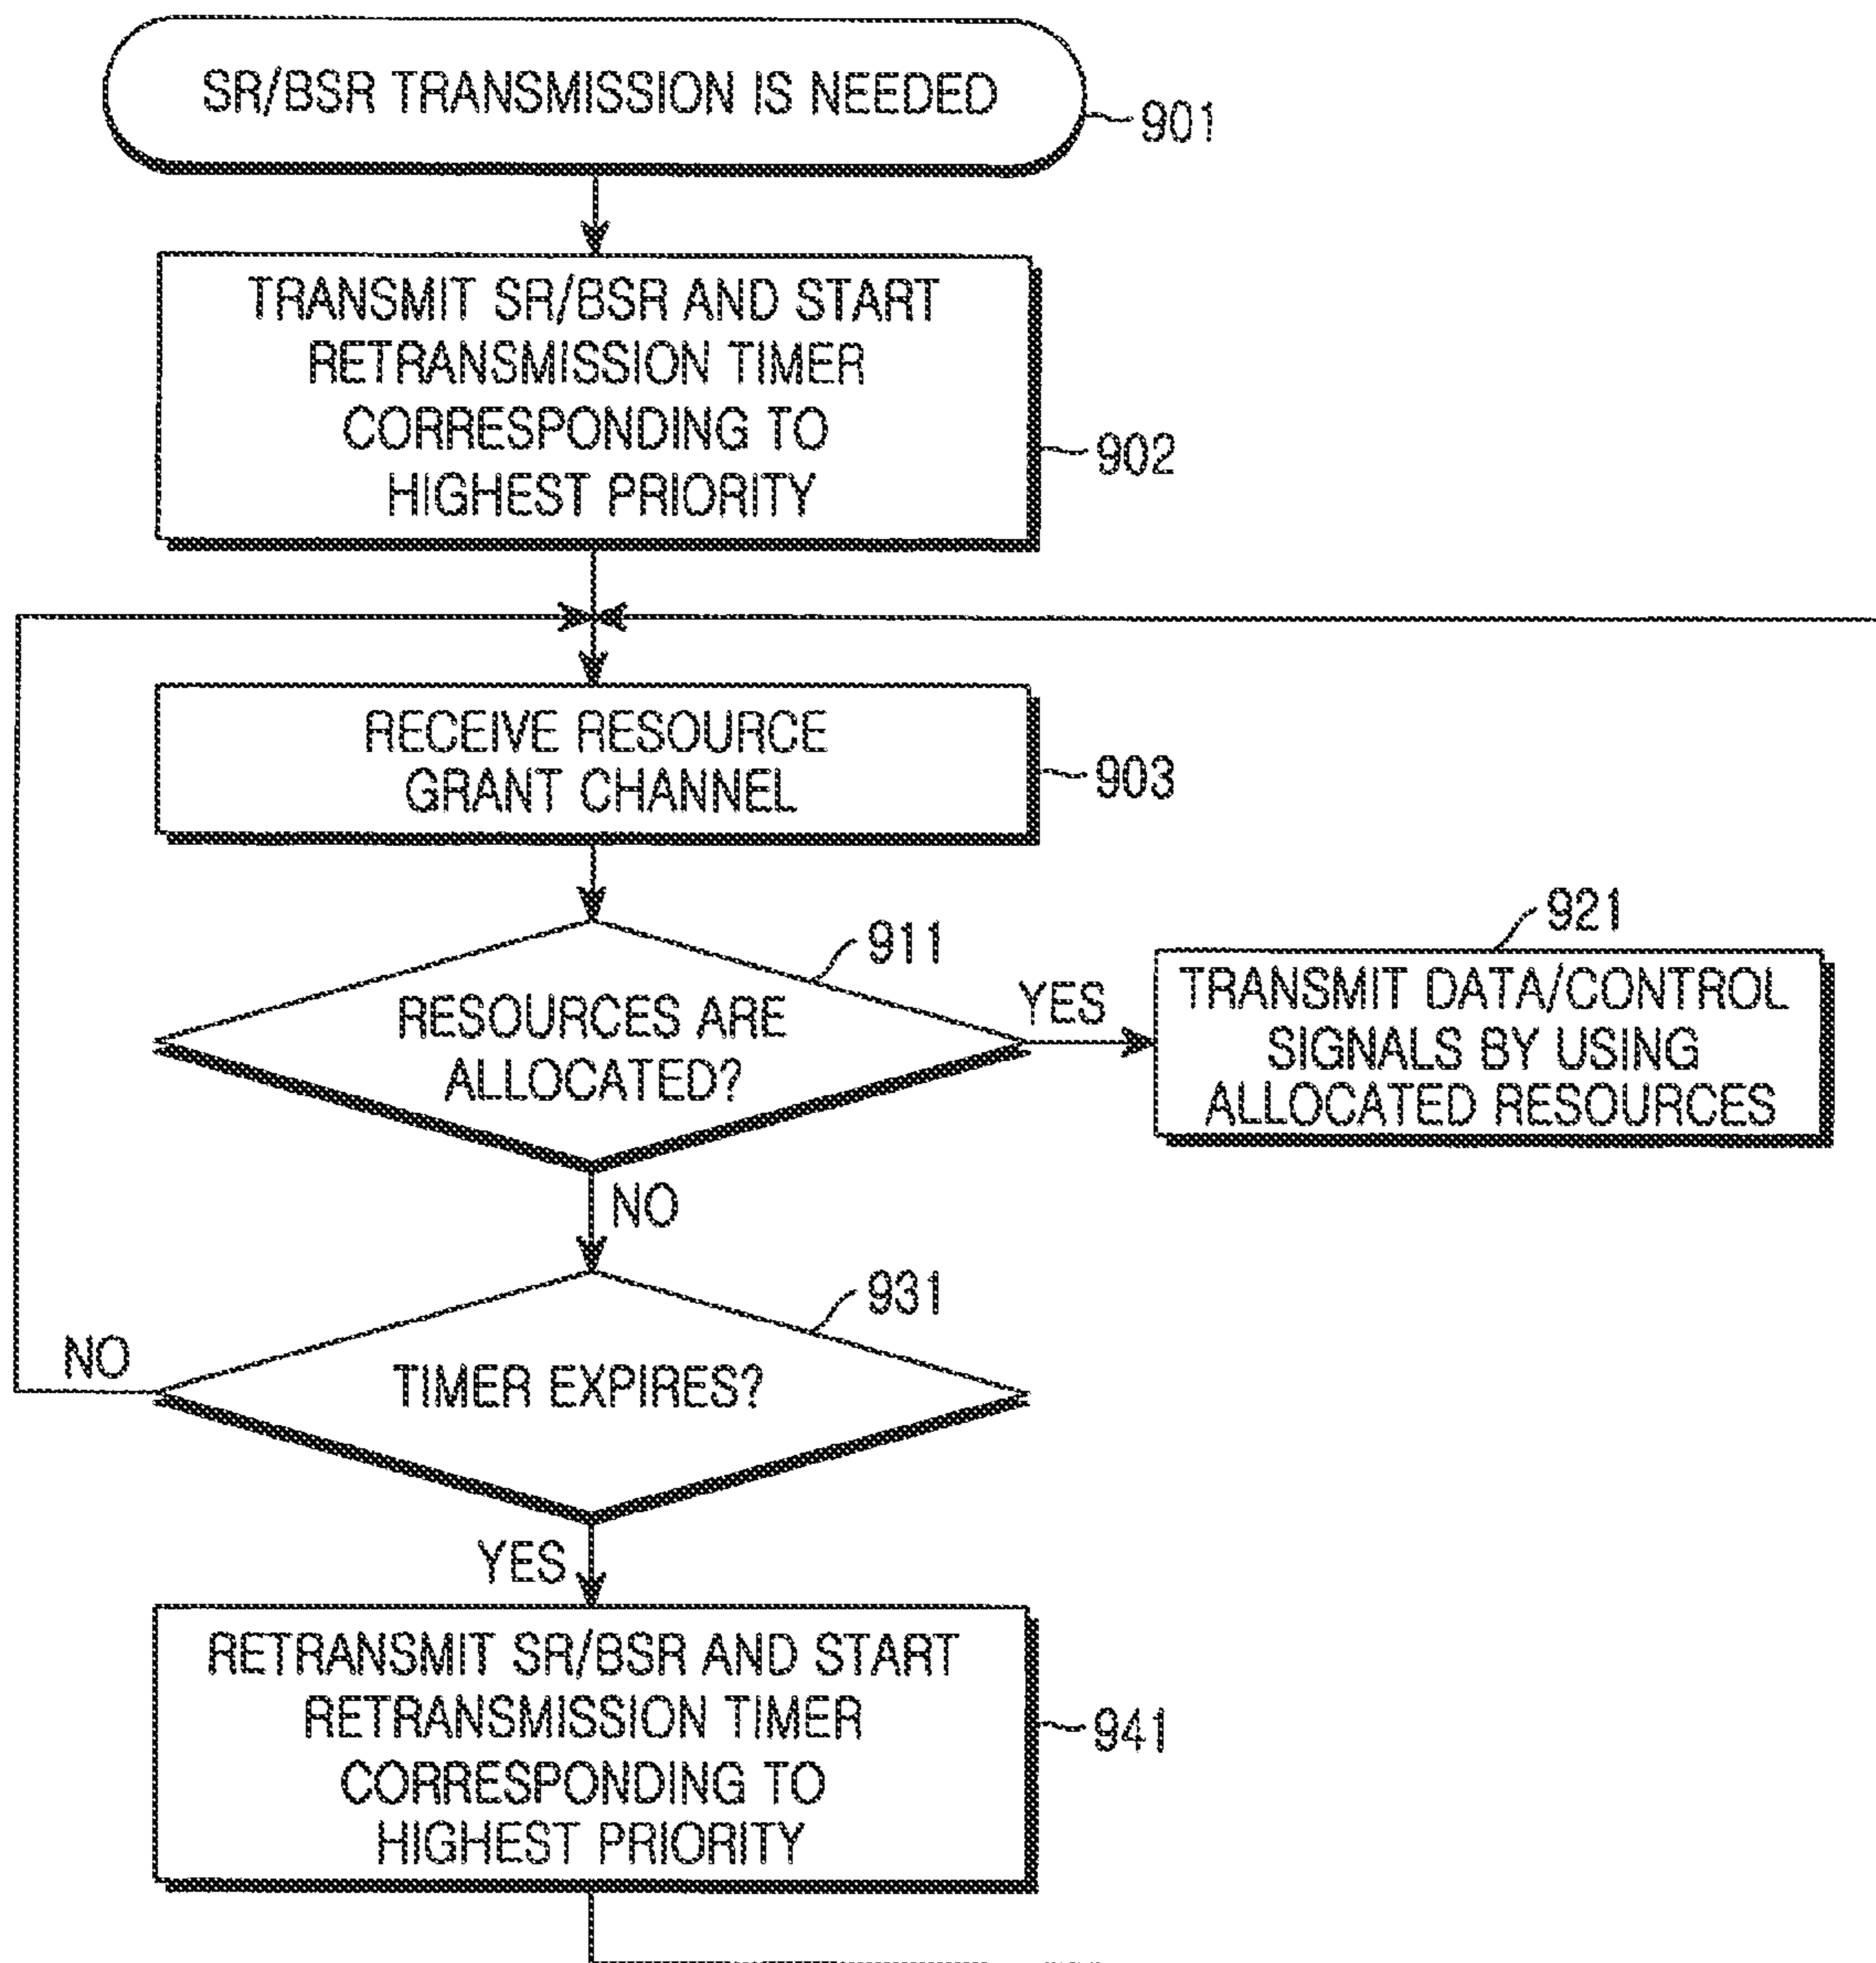 SR/BSR TRANSMISSION IS NEEDED
901
TRANSMIT SR/BSR AND START
RETRANSMISSION TIMER
CORRESPONDING TO
HIGHEST PRIORITY
902
RECEIVE RESOURCE
GRANT CHANNEL
903
911
RESOURCES ARE
ALLOCATED?
YES
921
TRANSMIT DATA/CONTROL
SIGNALS BY USING
ALLOCATED RESOURCES
NO
931
TIMER EXPIRES?
NO
YES
RETRANSMIT SR/BSR AND START
RETRANSMISSION TIMER
CORRESPONDING TO
HIGHEST PRIORITY
941